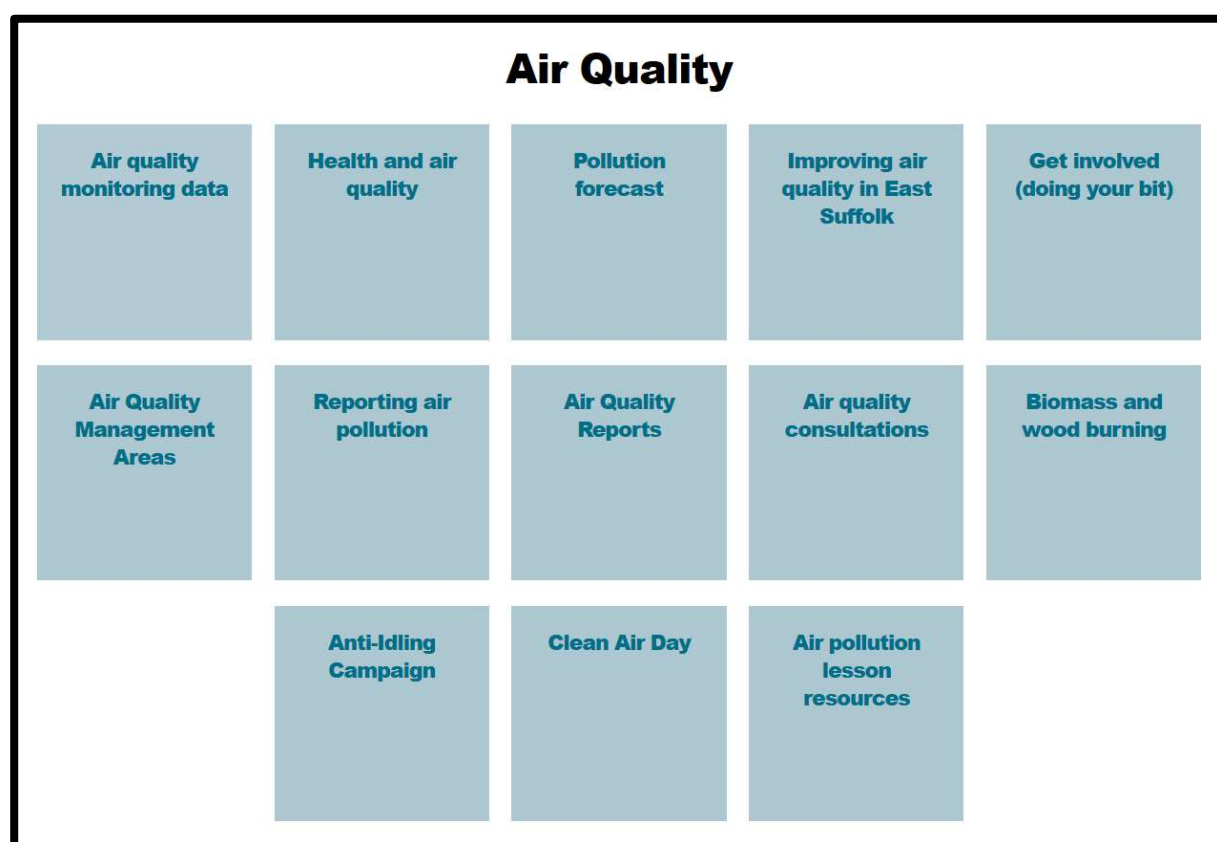 Air Quality
Air quality
monitoring data
Health and air
quality
Pollution
forecast
Improving air
quality in East
Suffolk
Get involved
(doing your bit)
Air Quality
Management
Areas
Reporting air
pollution
Air Quality
Reports
Air quality
consultations
Biomass and
wood burning
Anti-Idling
Campaign
Clean Air Day
Air pollution
lesson
resources